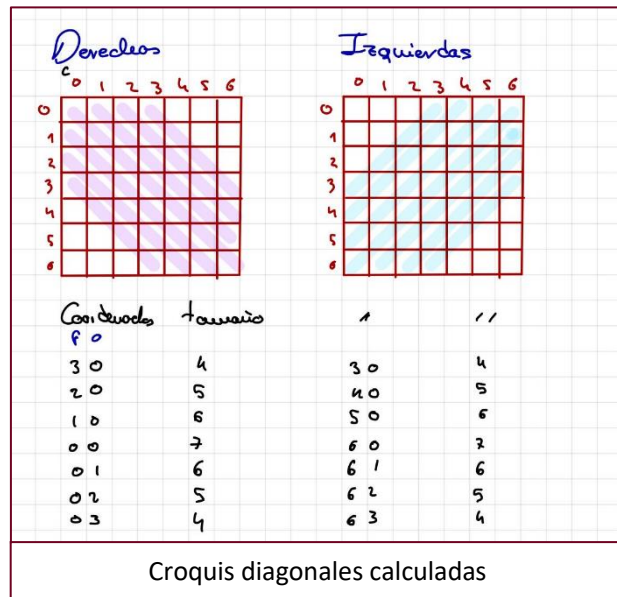 Derechos Izquierdas
C
0 1 2 3 4 5 6 0 1 2 3 4 5 6
0 0
1 1
2 2
3 3
4 4
5 5
6 6
Coordenadas tamaño " "
F 0
3 0 4 3 0 4
2 0 5 4 0 5
1 0 6 5 0 6
0 0 7 6 0 7
0 1 6 6 1 6
0 2 5 6 2 5
0 3 4 6 3 4
Croquis diagonales calculadas